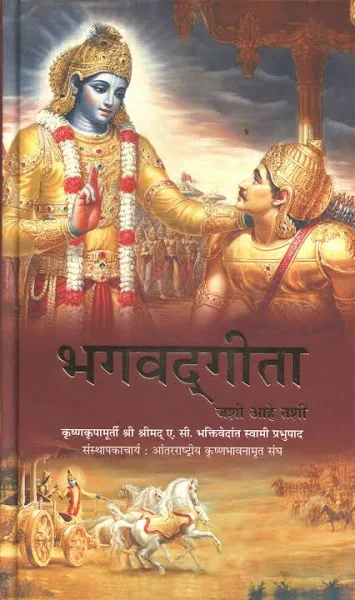 भगवद्‌गीता
जशी आहे तशी
कृष्णकृपामूर्ती श्री श्रीमद् ए. सी. भक्तिवेदांत स्वामी प्रभुपाद
संस्थापकाचार्य : आंतरराष्ट्रीय कृष्णभावनामृत संघ